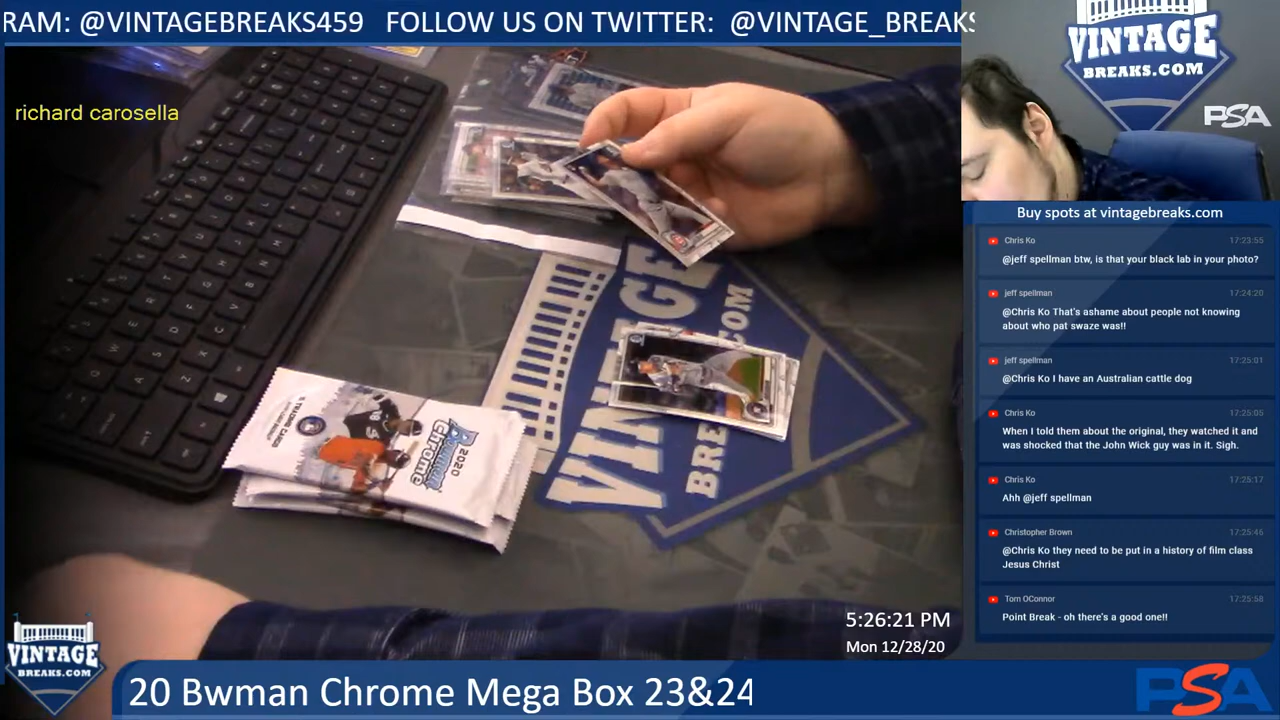 RAM: @VINTAGEBREAKS459 FOLLOW US ON TWITTER: @VINTAGE_BREAKS
VINTAGE
BREAKS.COM
PSA
richard carosella
Buy spots at vintagebreaks.com
Chris Ko 17:23:55
@jeff spellman btw, is that your black lab in your photo?
jeff spellman 17:24:20
@Chris Ko That's ashame about people not knowing
about who pat swaze was!!
jeff spellman 17:25:01
@Chris Ko I have an Australian cattle dog
Chris Ko 17:25:05
When I told them about the original, they watched it and
was shocked that the John Wick guy was in it. Sigh.
Chris Ko 17:25:17
Ahh @jeff spellman
Christopher Brown 17:25:46
@Chris Ko they need to be put in a history of film class
Jesus Christ
Tom OConnor 17:25:58
Point Break - oh there's a good one!!
VINTAGE
BREAKS.COM
2020
Bowman
Chrome
5:26:21 PM
Mon 12/28/20
VINTAGE
BREAKS.COM
20 Bwman Chrome Mega Box 23&24
PSA